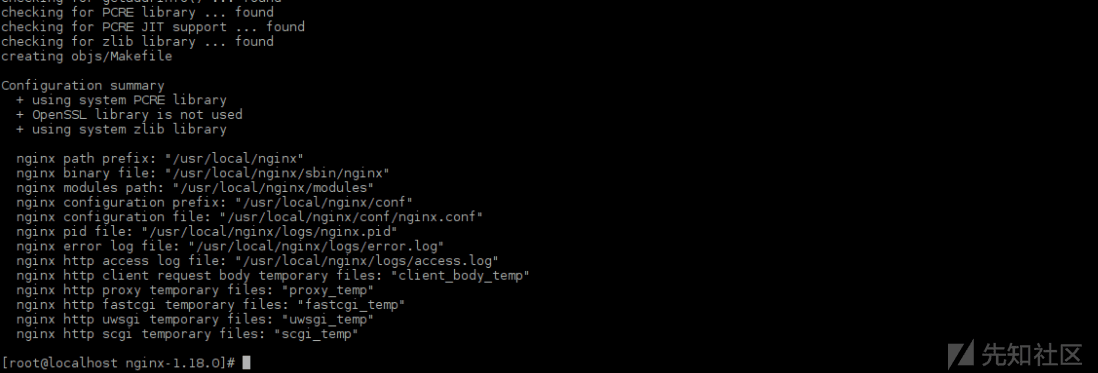 checking for getaddrinfo() ... found
checking for PCRE library ... found
checking for PCRE JIT support ... found
checking for zlib library ... found
creating objs/Makefile
Configuration summary
+ using system PCRE library
+ OpenSSL library is not used
+ using system zlib library
nginx path prefix: "/usr/local/nginx"
nginx binary file: "/usr/local/nginx/sbin/nginx"
nginx modules path: "/usr/local/nginx/modules"
nginx configuration prefix: "/usr/local/nginx/conf"
nginx configuration file: "/usr/local/nginx/conf/nginx.conf"
nginx pid file: "/usr/local/nginx/logs/nginx.pid"
nginx error log file: "/usr/local/nginx/logs/error.log"
nginx http access log file: "/usr/local/nginx/logs/access.log"
nginx http client request body temporary files: "client_body_temp"
nginx http proxy temporary files: "proxy_temp"
nginx http fastcgi temporary files: "fastcgi_temp"
nginx http uwsgi temporary files: "uwsgi_temp"
nginx http scgi temporary files: "scgi_temp"
[root@localhost nginx-1.18.0]#
先知社区